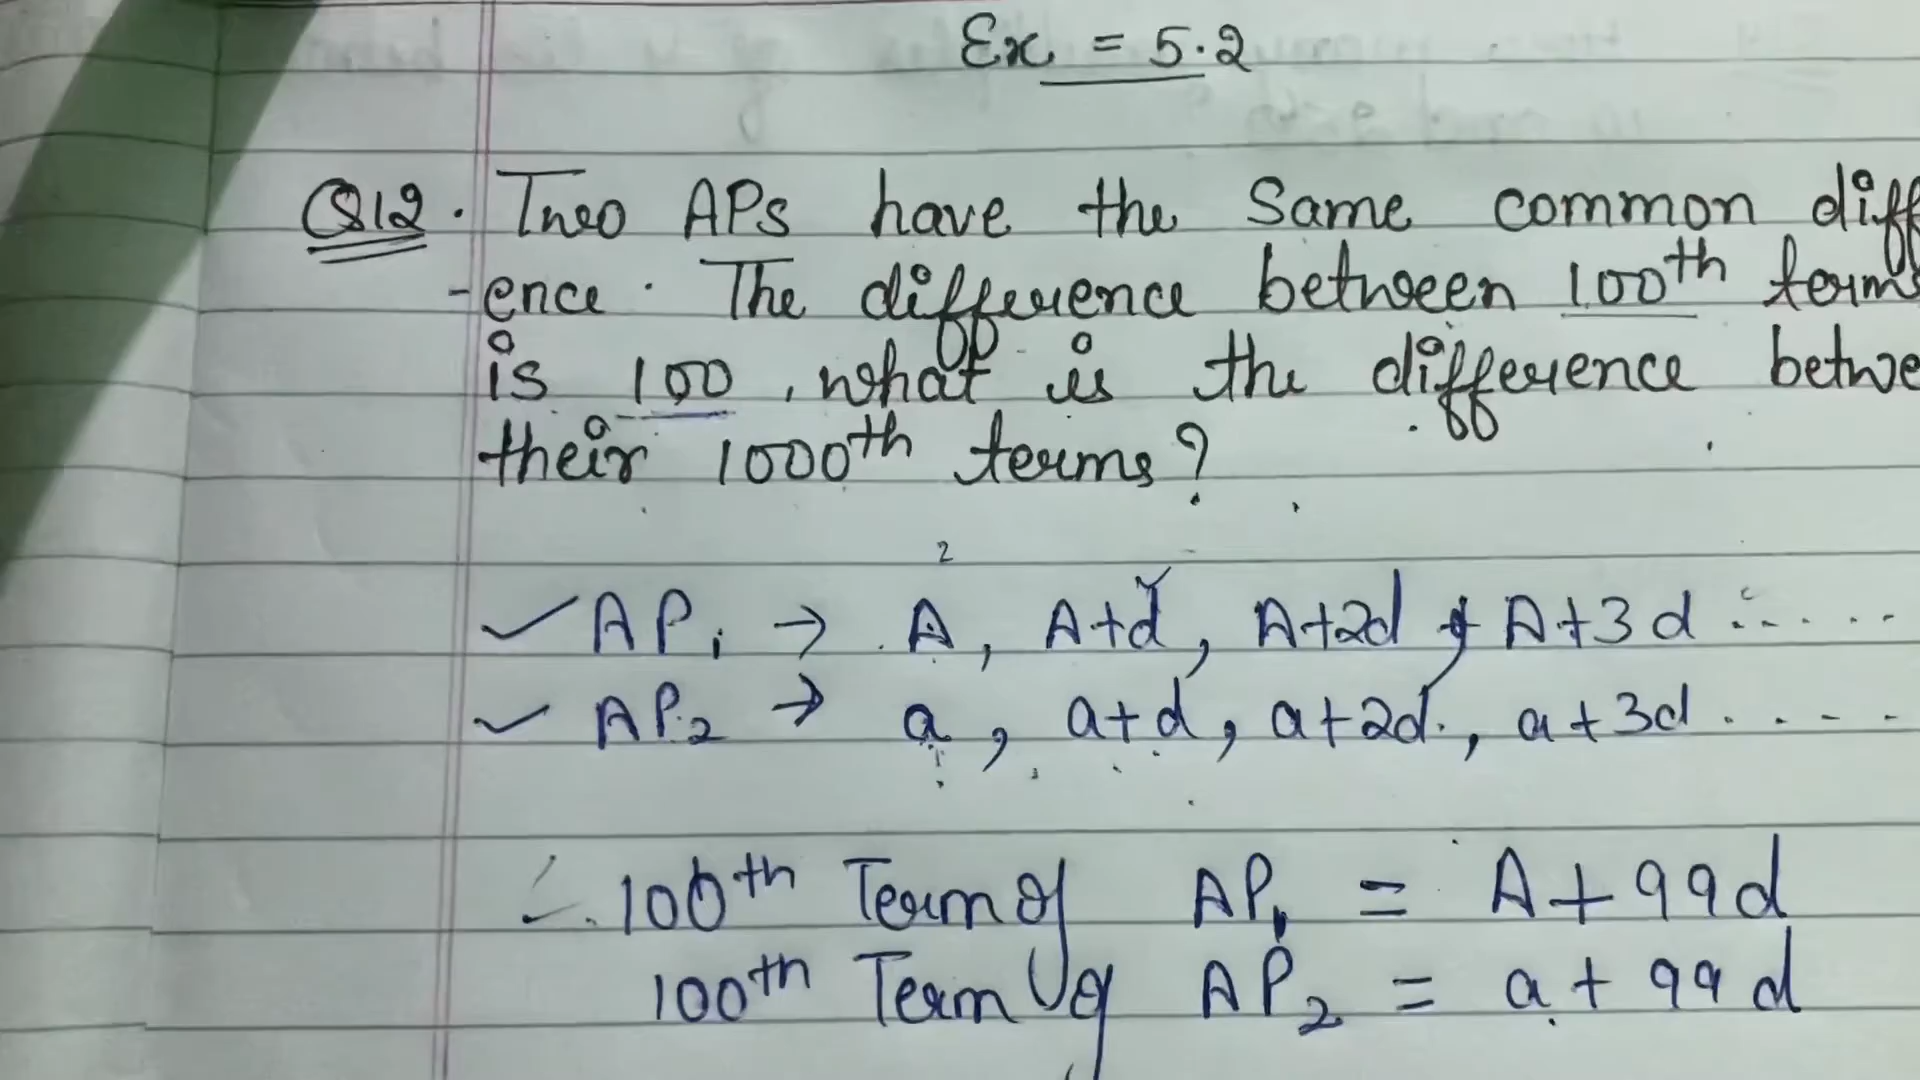 Ex = 5.2
Q12. Two APs have the Same common diff
-ence. The difference between 100th terms
is 100, what is the difference betwe
their 1000th terms?
✓ AP1 → A, A+d, A+2d, A+3d .....
✓ AP2 → a, a+d, a+2d, a+3d ....
∴ 100th Term of AP1 = A+99d
100th Term of AP2 = a+99d